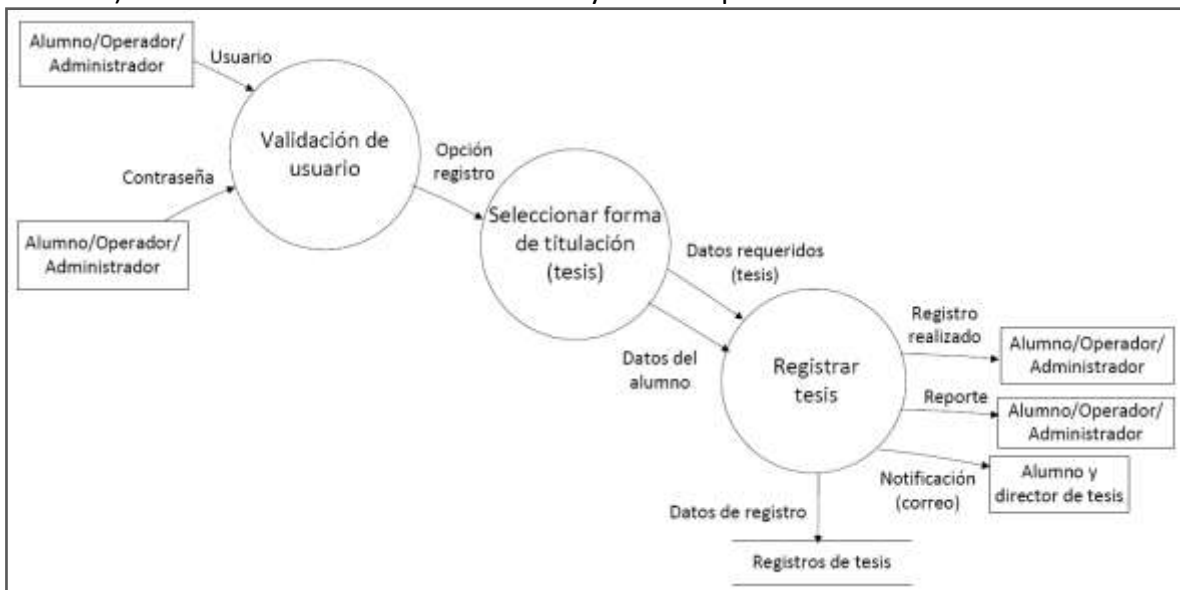 Alumno/Operador/
Administrador
Usuario
Validación de
usuario
Contraseña
Alumno/Operador/
Administrador
Opción
registro
Seleccionar forma
de titulación
(tesis)
Datos requeridos
(tesis)
Datos del
alumno
Registrar
tesis
Registro
realizado
Alumno/Operador/
Administrador
Reporte
Alumno/Operador/
Administrador
Notificación
(correo)
Alumno y
director de tesis
Datos de registro
Registros de tesis